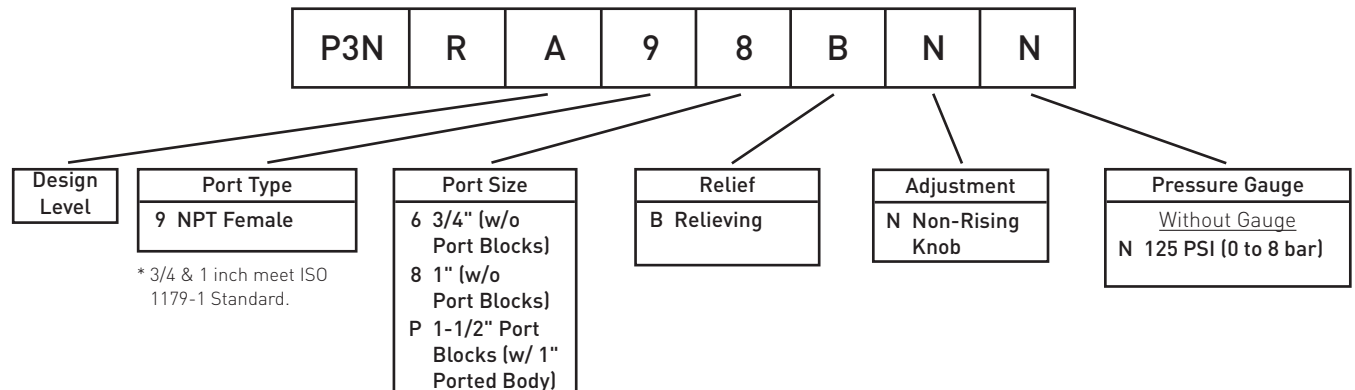 P3N R A 9 8 B N N
Design
Level
Port Type
9 NPT Female
* 3/4 & 1 inch meet ISO
1179-1 Standard.
Port Size
6 3/4" (w/o
Port Blocks)
8 1" (w/o
Port Blocks)
P 1-1/2" Port
Blocks (w/ 1"
Ported Body)
Relief
B Relieving
Adjustment
N Non-Rising
Knob
Pressure Gauge
Without Gauge
N 125 PSI (0 to 8 bar)